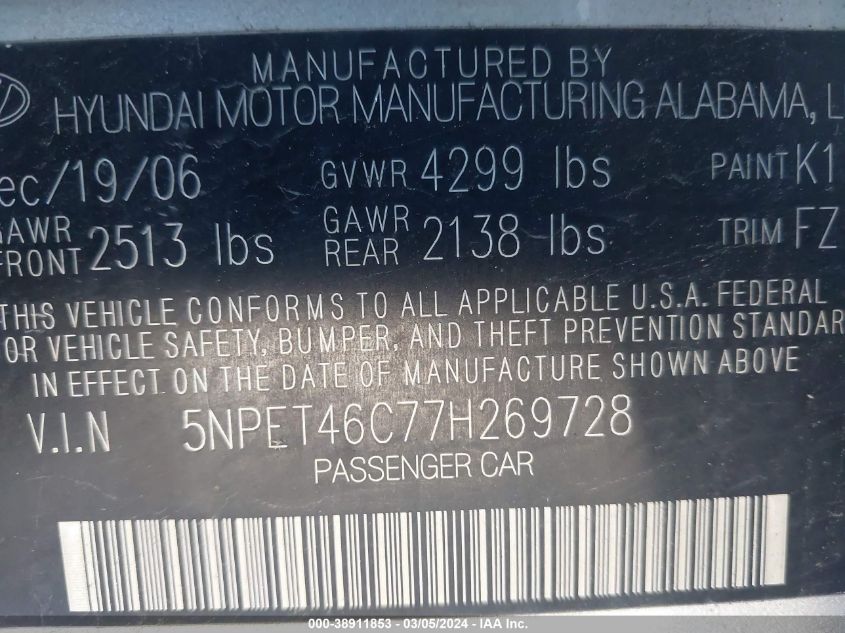 MANUFACTURED BY
HYUNDAI MOTOR MANUFACTURING ALABAMA, L
ec/19/06 GVWR 4299 lbs PAINT K1
GAWR FRONT 2513 lbs GAWR REAR 2138 lbs TRIM FZ
THIS VEHICLE CONFORMS TO ALL APPLICABLE U.S.A. FEDERAL
OR VEHICLE SAFETY, BUMPER, AND THEFT PREVENTION STANDAR
IN EFFECT ON THE DATE OF MANUFACTURE SHOWN ABOVE
V.I.N 5NPET46C77H269728
PASSENGER CAR
000-38911853 - 03/05/2024 - IAA Inc.